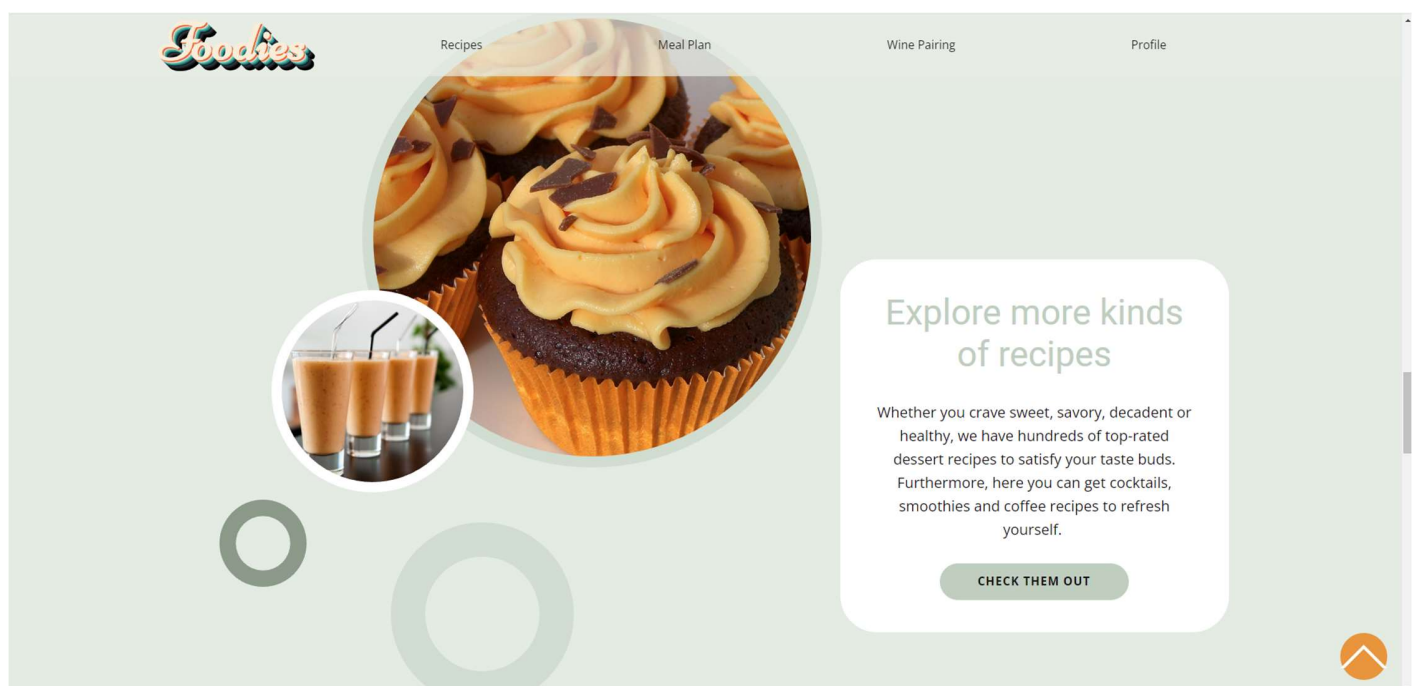 Foodies
Recipes
Meal Plan
Wine Pairing
Profile
Explore more kinds
of recipes
Whether you crave sweet, savory, decadent or
healthy, we have hundreds of top-rated
dessert recipes to satisfy your taste buds.
Furthermore, here you can get cocktails,
smoothies and coffee recipes to refresh
yourself.
CHECK THEM OUT